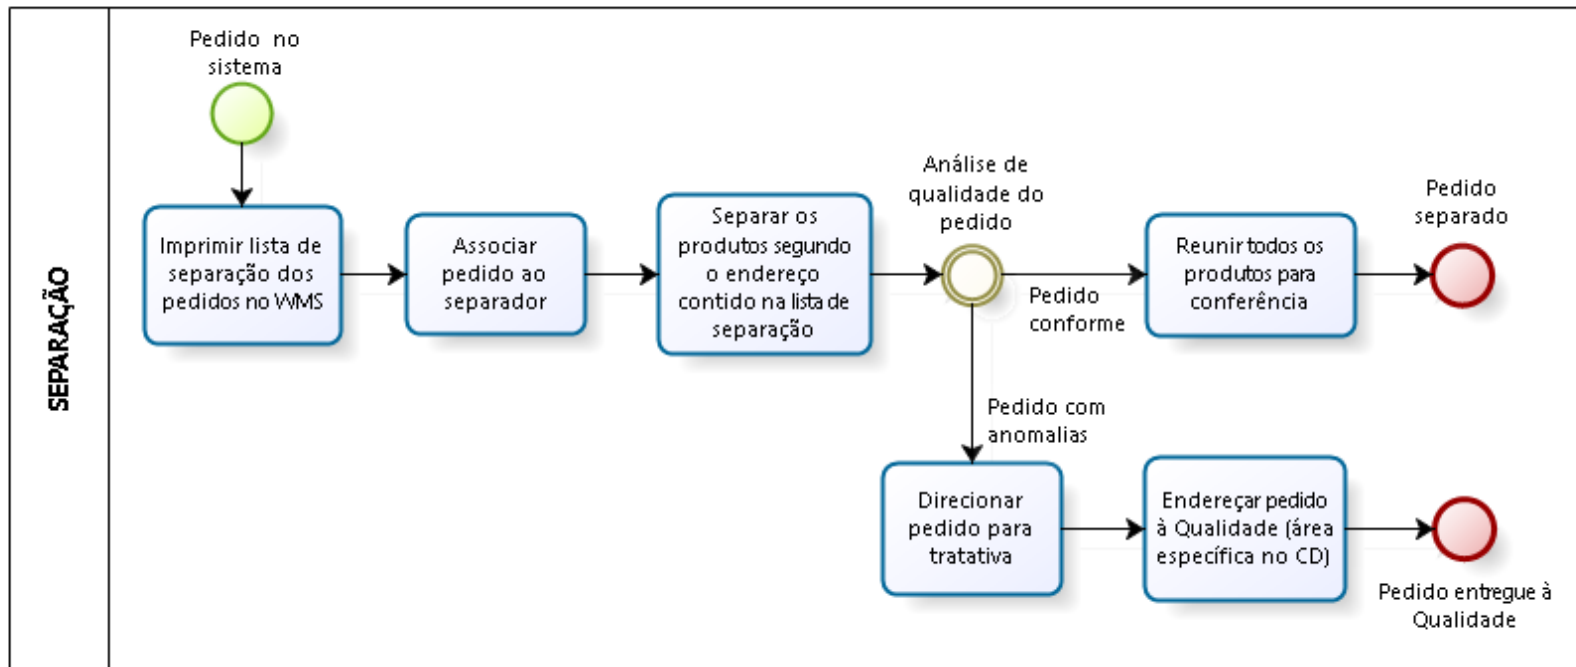 SEPARAÇÃO
Pedido no
sistema
Imprimir lista de
separação dos
pedidos no WMS
Associar
pedido ao
separador
Separar os
produtos segundo
o endereço
contido na lista de
separação
Análise de
qualidade do
pedido
Pedido
conforme
Reunir todos os
produtos para
conferência
Pedido
separado
Pedido com
anomalias
Direcionar
pedido para
tratativa
Endereçar pedido
à Qualidade (área
específica no CD)
Pedido entregue à
Qualidade